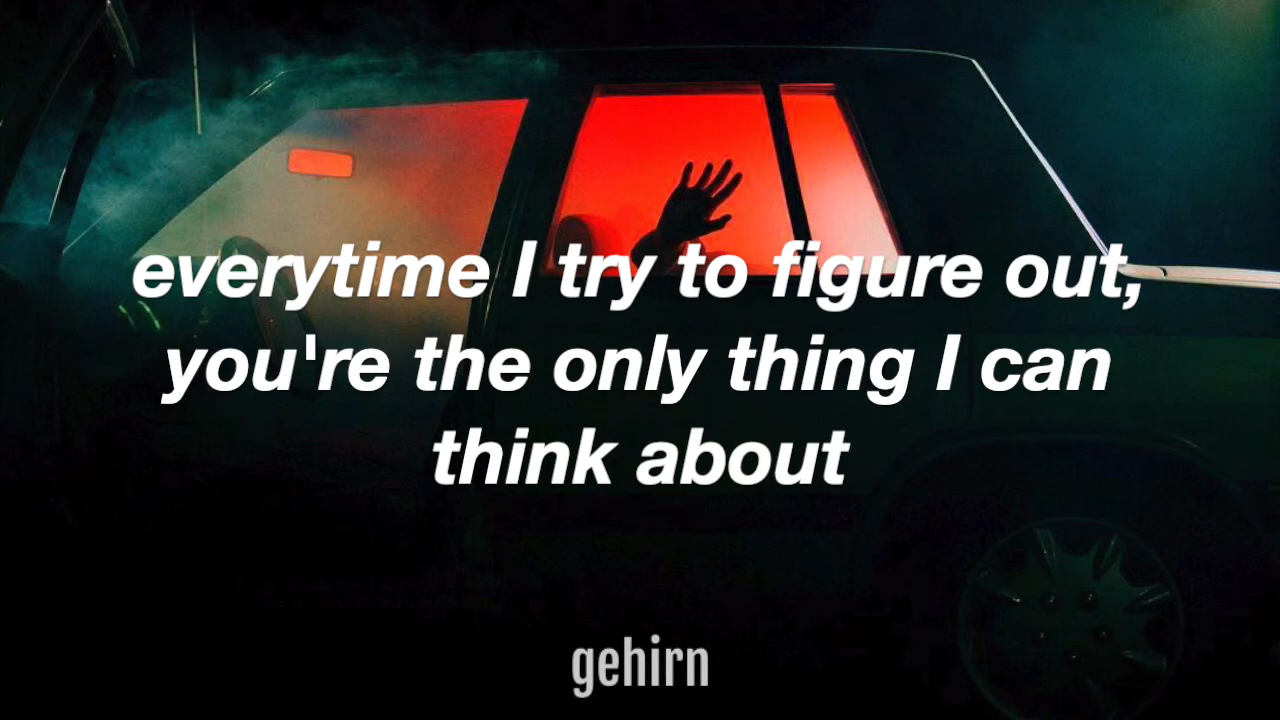 everytime I try to figure out,
you're the only thing I can
think about
gehirn